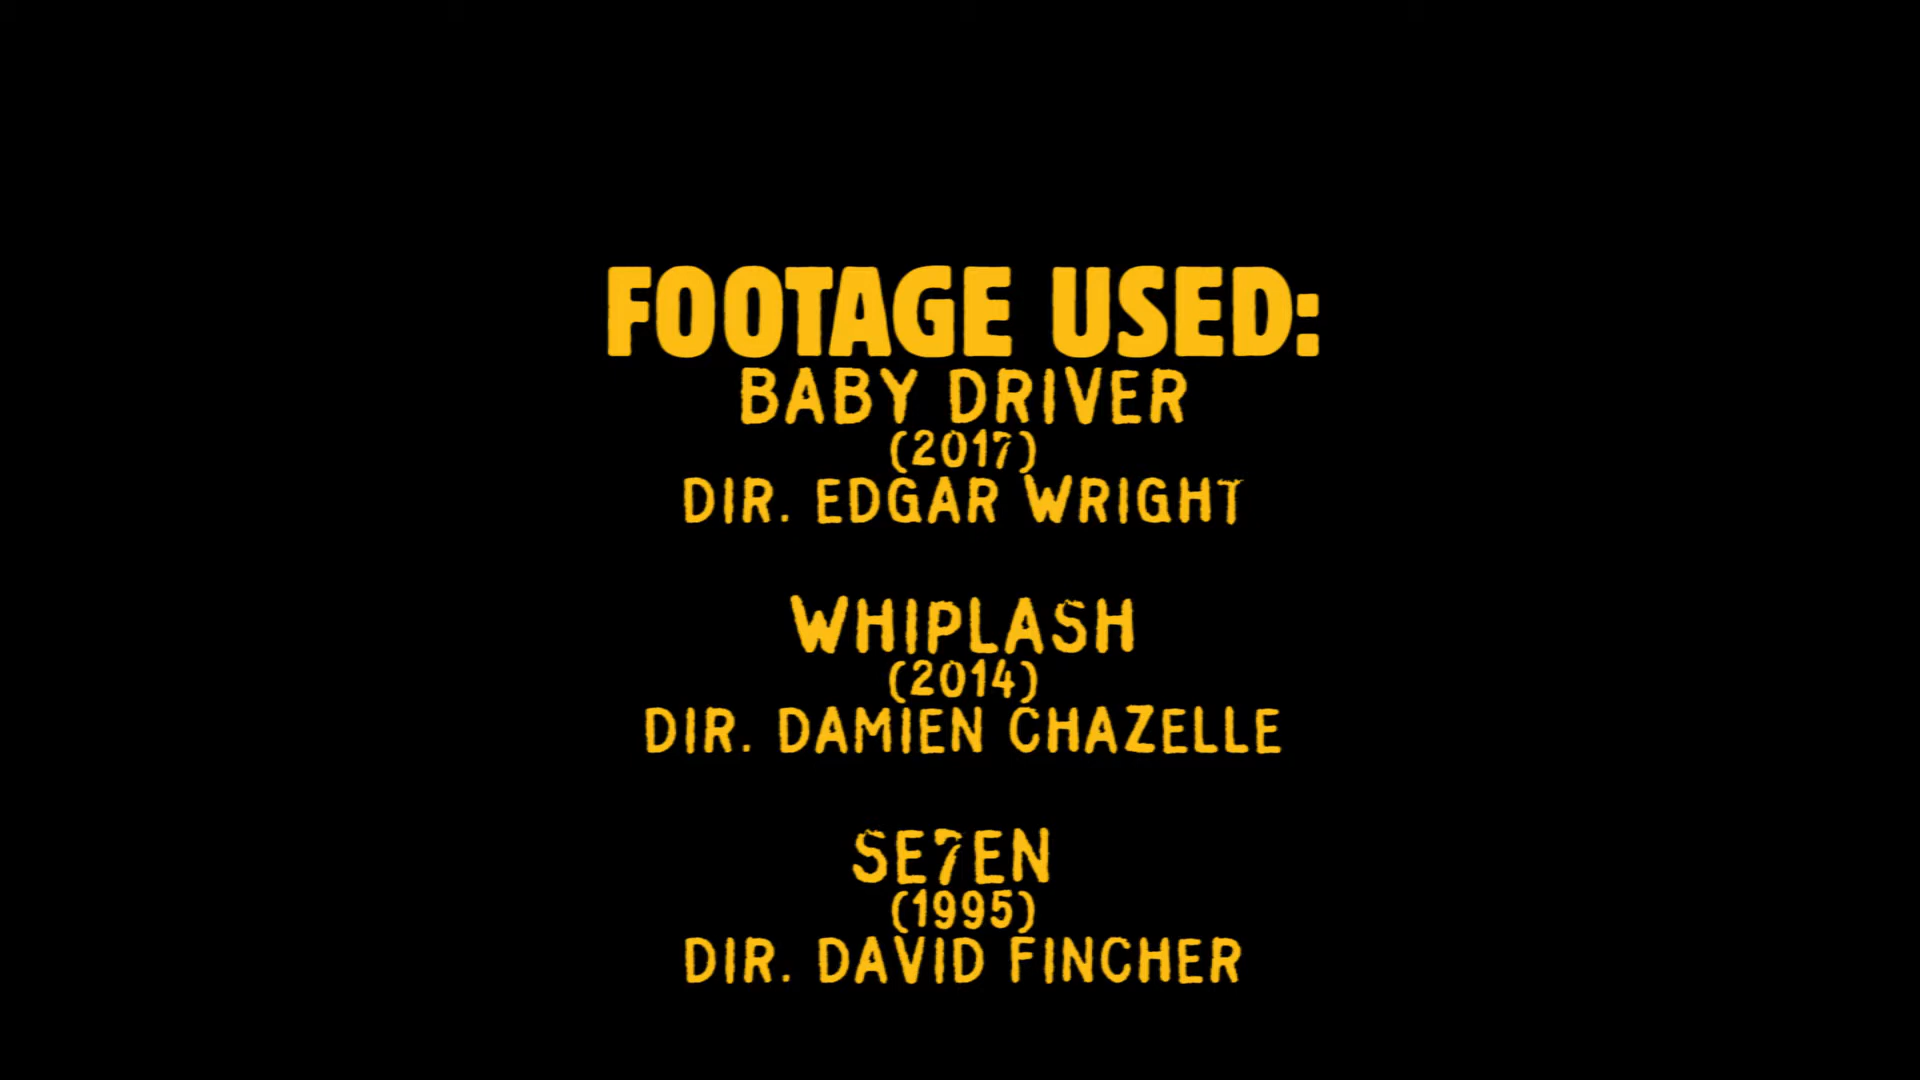 FOOTAGE USED:
BABY DRIVER
(2017)
DIR. EDGAR WRIGHT
WHIPLASH
(2014)
DIR. DAMIEN CHAZELLE
SE7EN
(1995)
DIR. DAVID FINCHER